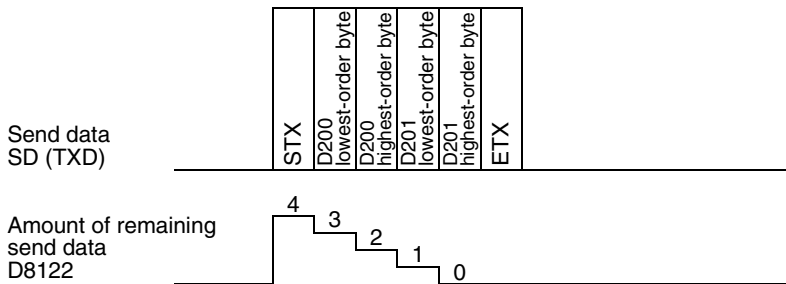 Send data
SD (TXD)
STX
D200
lowest-order byte
D200
highest-order byte
D201
lowest-order byte
D201
highest-order byte
ETX
Amount of remaining
send data
D8122
4
3
2
1
0